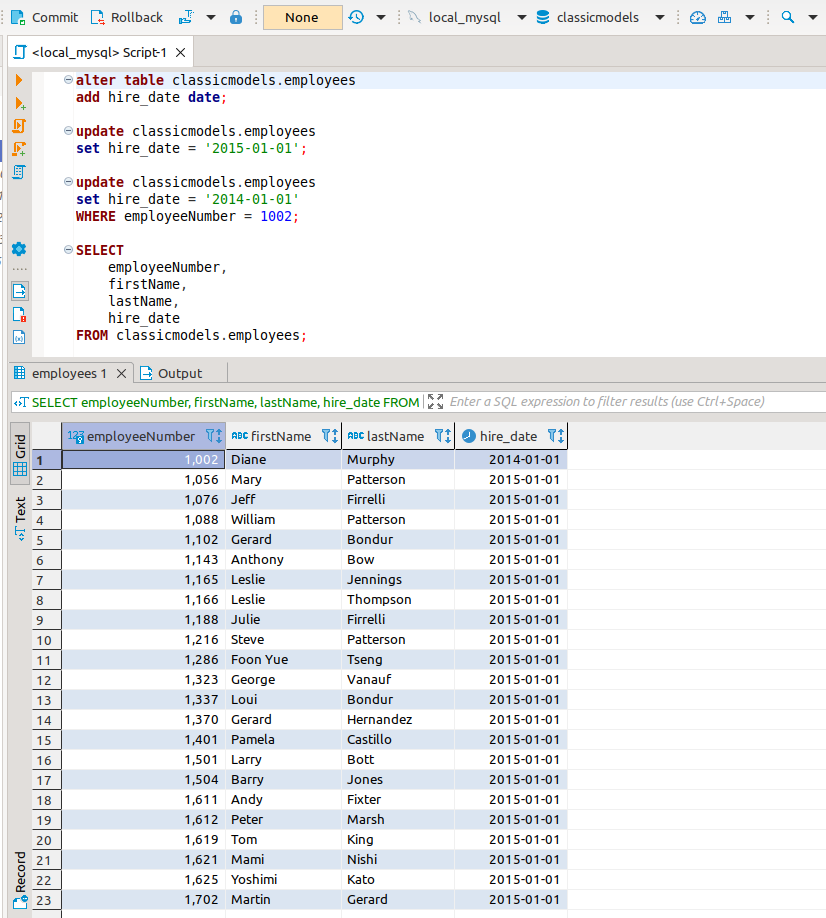 Commit Rollback None local_mysql classicmodels
<local_mysql> Script-1
alter table classicmodels.employees
add hire_date date;
update classicmodels.employees
set hire_date = '2015-01-01';
update classicmodels.employees
set hire_date = '2014-01-01'
WHERE employeeNumber = 1002;
SELECT
employeeNumber,
firstName,
lastName,
hire_date
FROM classicmodels.employees;
employees 1 Output
SELECT employeeNumber, firstName, lastName, hire_date FROM Enter a SQL expression to filter results (use Ctrl+Space)
Grid
Text
Record
123 employeeNumber ABC firstName ABC lastName hire_date
1 1,002 Diane Murphy 2014-01-01
2 1,056 Mary Patterson 2015-01-01
3 1,076 Jeff Firrelli 2015-01-01
4 1,088 William Patterson 2015-01-01
5 1,102 Gerard Bondur 2015-01-01
6 1,143 Anthony Bow 2015-01-01
7 1,165 Leslie Jennings 2015-01-01
8 1,166 Leslie Thompson 2015-01-01
9 1,188 Julie Firrelli 2015-01-01
10 1,216 Steve Patterson 2015-01-01
11 1,286 Foon Yue Tseng 2015-01-01
12 1,323 George Vanauf 2015-01-01
13 1,337 Loui Bondur 2015-01-01
14 1,370 Gerard Hernandez 2015-01-01
15 1,401 Pamela Castillo 2015-01-01
16 1,501 Larry Bott 2015-01-01
17 1,504 Barry Jones 2015-01-01
18 1,611 Andy Fixter 2015-01-01
19 1,612 Peter Marsh 2015-01-01
20 1,619 Tom King 2015-01-01
21 1,621 Mami Nishi 2015-01-01
22 1,625 Yoshimi Kato 2015-01-01
23 1,702 Martin Gerard 2015-01-01